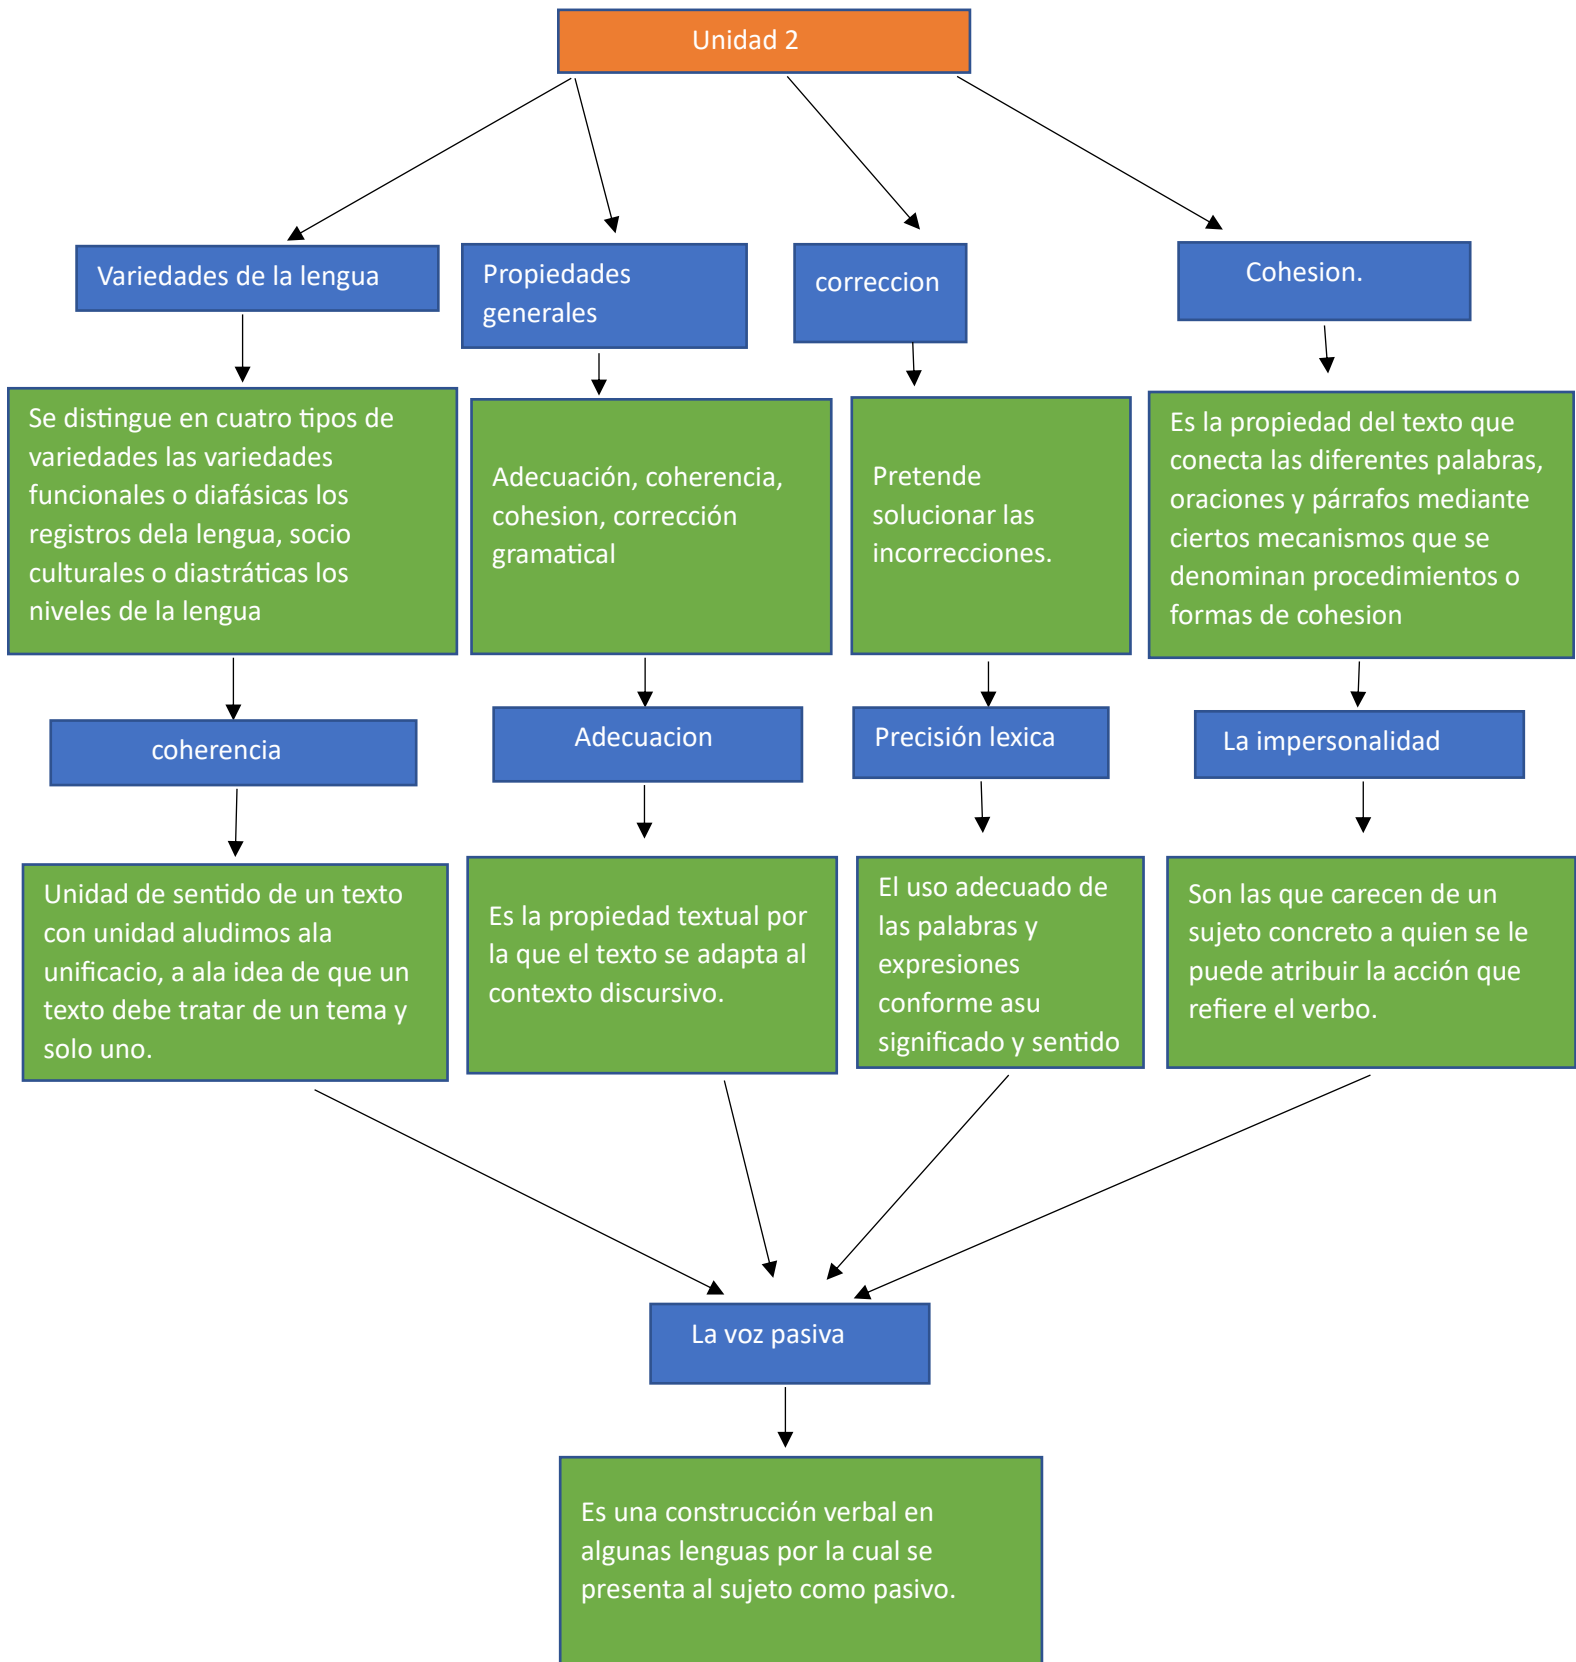 Unidad 2
Variedades de la lengua
Propiedades
generales
correccion
Cohesion.
Se distingue en cuatro tipos de
variedades las variedades
funcionales o diafásicas los
registros dela lengua, socio
culturales o diastráticas los
niveles de la lengua
Adecuación, coherencia,
cohesion, corrección
gramatical
Pretende
solucionar las
incorrecciones.
Es la propiedad del texto que
conecta las diferentes palabras,
oraciones y párrafos mediante
ciertos mecanismos que se
denominan procedimientos o
formas de cohesion
coherencia
Adecuacion
Precisión lexica
La impersonalidad
Unidad de sentido de un texto
con unidad aludimos ala
unificacio, a ala idea de que un
texto debe tratar de un tema y
solo uno.
Es la propiedad textual por
la que el texto se adapta al
contexto discursivo.
El uso adecuado de
las palabras y
expresiones
conforme asu
significado y sentido
Son las que carecen de un
sujeto concreto a quien se le
puede atribuir la acción que
refiere el verbo.
La voz pasiva
Es una construcción verbal en
algunas lenguas por la cual se
presenta al sujeto como pasivo.